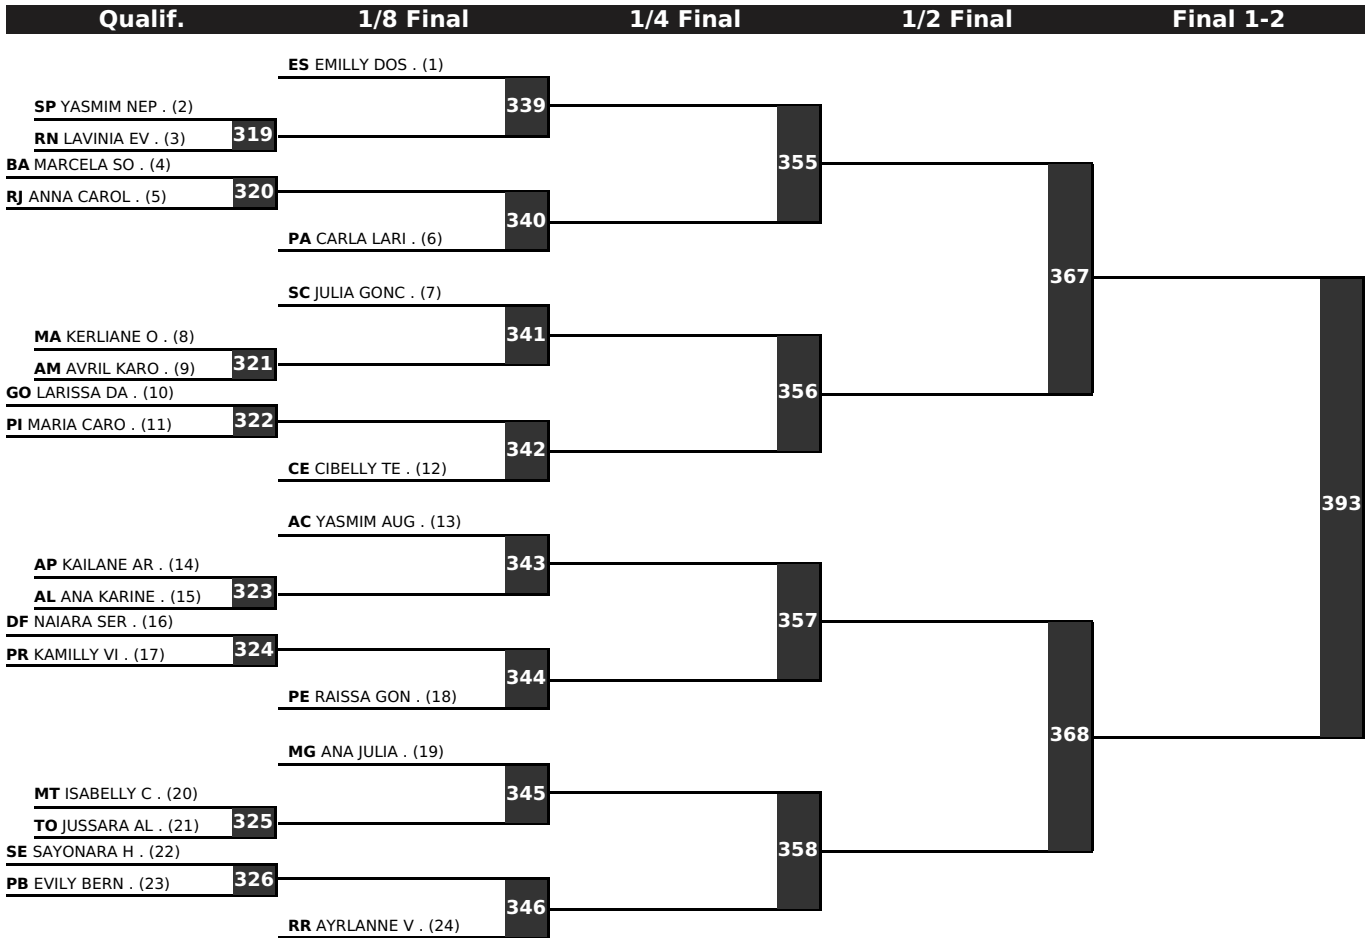 Qualif. 1/8 Final 1/4 Final 1/2 Final Final 1-2
ES EMILLY DOS . (1)
339
SP YASMIM NEP . (2)
319
RN LAVINIA EV . (3)
355
BA MARCELA SO . (4)
320
RJ ANNA CAROL . (5)
340
PA CARLA LARI . (6)
367
SC JULIA GONC . (7)
341
MA KERLIANE O . (8)
321
AM AVRIL KARO . (9)
356
GO LARISSA DA . (10)
322
PI MARIA CARO . (11)
342
CE CIBELLY TE . (12)
393
AC YASMIM AUG . (13)
343
AP KAILANE AR . (14)
323
AL ANA KARINE . (15)
357
DF NAIARA SER . (16)
324
PR KAMILLY VI . (17)
344
PE RAISSA GON . (18)
368
MG ANA JULIA . (19)
345
MT ISABELLY C . (20)
325
TO JUSSARA AL . (21)
358
SE SAYONARA H . (22)
326
PB EVILY BERN . (23)
346
RR AYRLANNE V . (24)